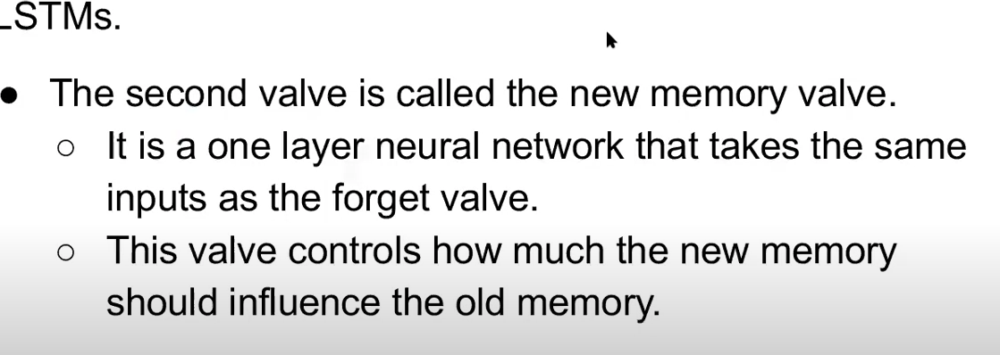 LSTMs.
● The second valve is called the new memory valve.
○ It is a one layer neural network that takes the same
inputs as the forget valve.
○ This valve controls how much the new memory
should influence the old memory.